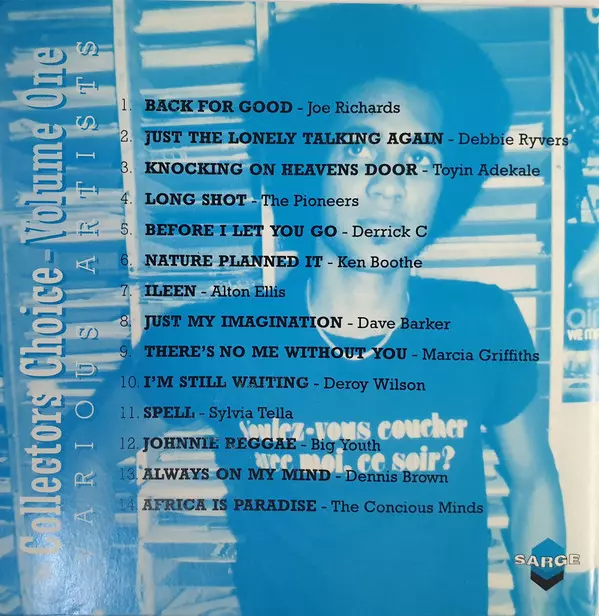 Collectors Choice - Volume One
VARIOUS ARTISTS
1. BACK FOR GOOD - Joe Richards
2. JUST THE LONELY TALKING AGAIN - Debbie Ryvers
3. KNOCKING ON HEAVENS DOOR - Toyin Adekale
4. LONG SHOT - The Pioneers
5. BEFORE I LET YOU GO - Derrick C
6. NATURE PLANNED IT - Ken Boothe
7. ILEEN - Alton Ellis
8. JUST MY IMAGINATION - Dave Barker
9. THERE'S NO ME WITHOUT YOU - Marcia Griffiths
10. I'M STILL WAITING - Deroy Wilson
11. SPELL - Sylvia Tella
12. JOHNNIE REGGAE - Big Youth
13. ALWAYS ON MY MIND - Dennis Brown
14. AFRICA IS PARADISE - The Concious Minds
Voulez-vous coucher
avec moi, ce soir?
SARGE